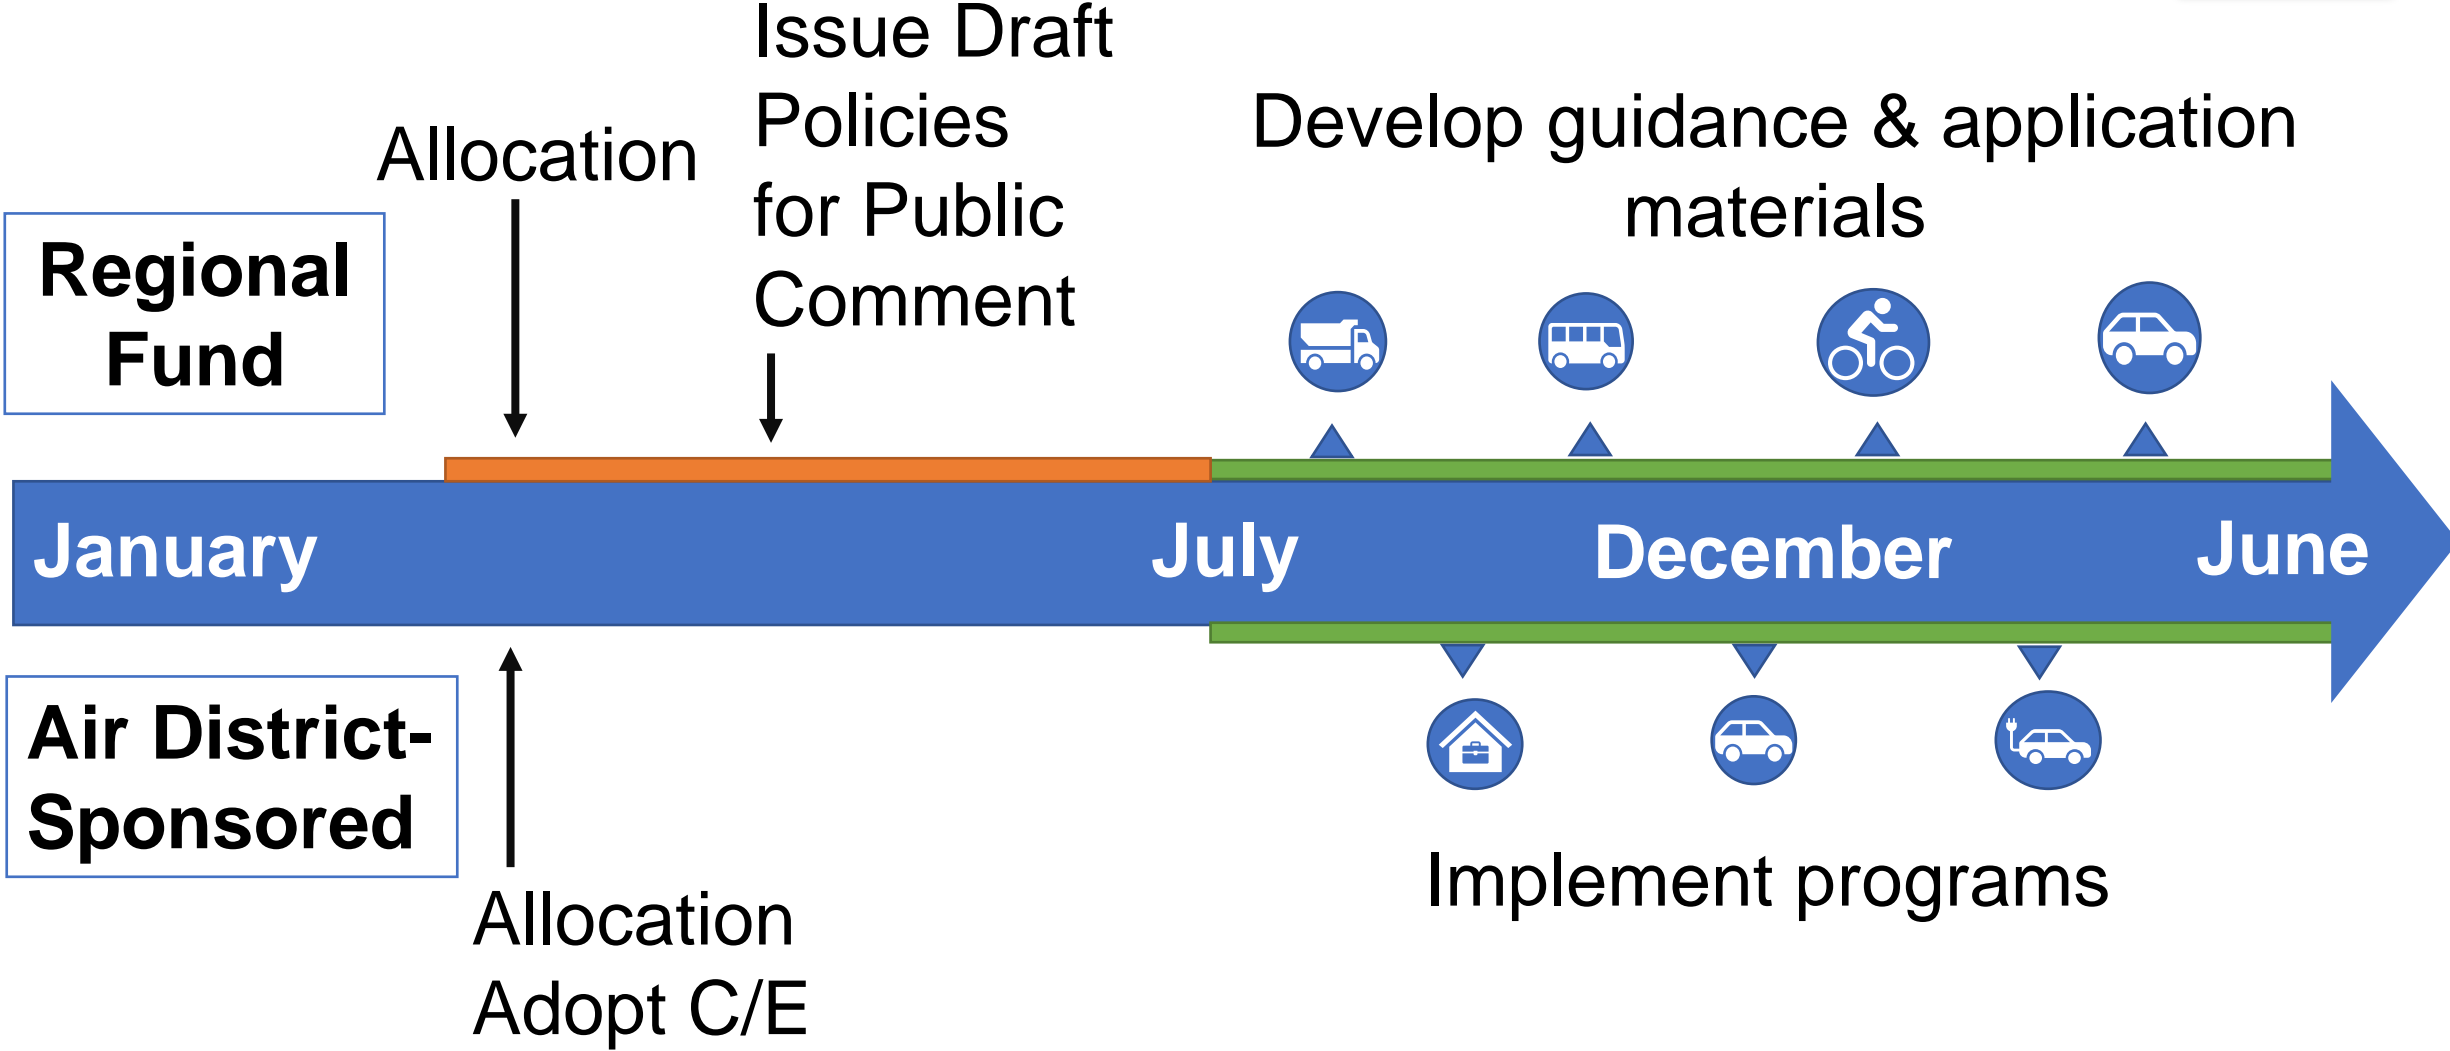 Issue Draft
Policies
for Public
Comment
Allocation
Develop guidance & application
materials
Regional
Fund
January
July
December
June
Air District-
Sponsored
Allocation
Adopt C/E
Implement programs